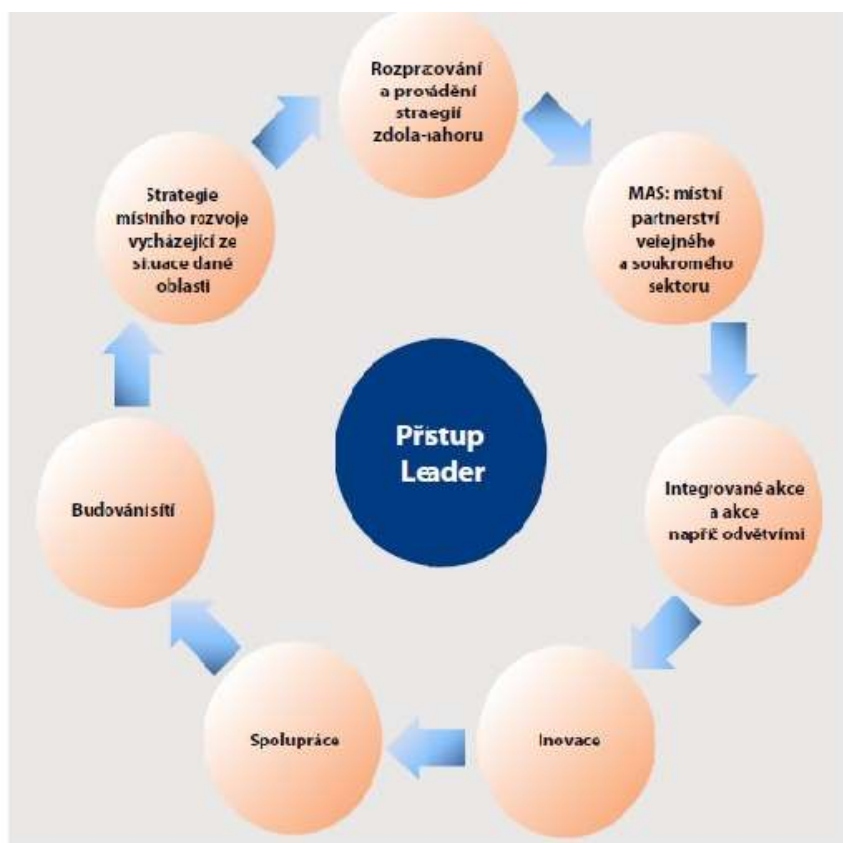 Rozpracování
a provádění
strategií
zdola-nahoru
MAS: místní
partnerství
veřejného
a soukromého
sektoru
Integrované akce
a akce
napříč odvětvími
Inovace
Spolupráce
Budování sítí
Strategie
místního rozvoje
vycházející ze
situace dané
oblasti
Přístup
Leader